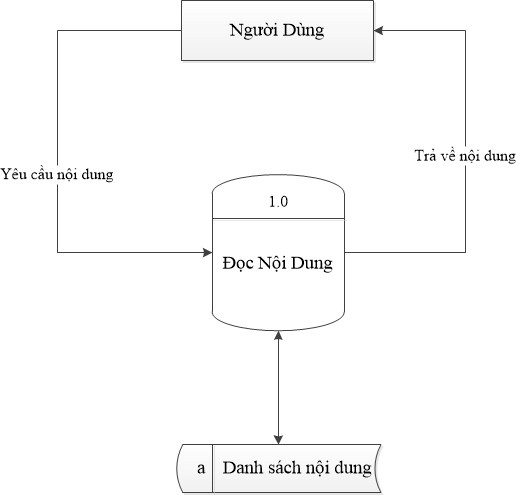 Người Dùng
Trả về nội dung
Yêu cầu nội dung
1.0
Đọc Nội Dung
a Danh sách nội dung